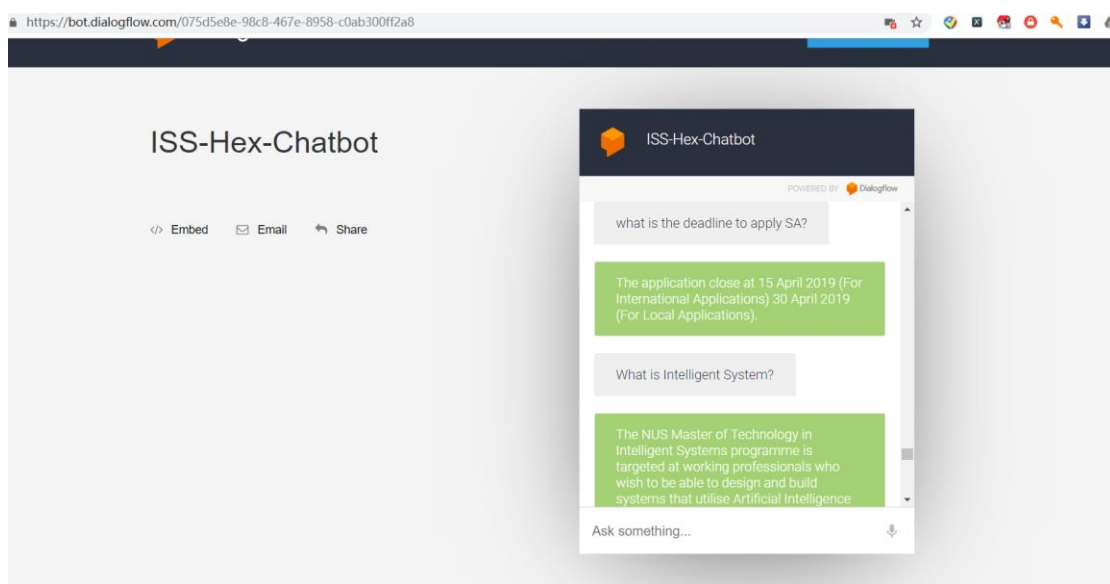 https://bot.dialogflow.com/075d5e8e-98c8-467e-8958-c0ab300ff2a8
ISS-Hex-Chatbot
</> Embed Email Share
ISS-Hex-Chatbot
POWERED BY Dialogflow
what is the deadline to apply SA?
The application close at 15 April 2019 (For
International Applications) 30 April 2019
(For Local Applications).
What is Intelligent System?
The NUS Master of Technology in
Intelligent Systems programme is
targeted at working professionals who
wish to be able to design and build
systems that utilise Artificial Intelligence
Ask something...